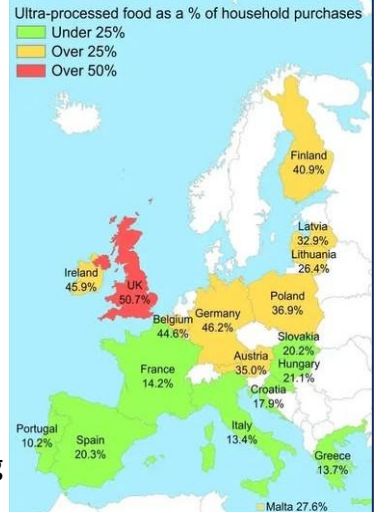 Ultra-processed food as a % of household purchases
Under 25%
Over 25%
Over 50%
Finland
40.9%
Latvia
32.9%
Lithuania
26.4%
Ireland
45.9%
UK
50.7%
Belgium
44.6%
Germany
46.2%
Poland
36.9%
Slovakia
20.2%
Hungary
21.1%
Austria
35.0%
Croatia
17.9%
France
14.2%
Italy
13.4%
Portugal
10.2%
Spain
20.3%
Greece
13.7%
Malta 27.6%